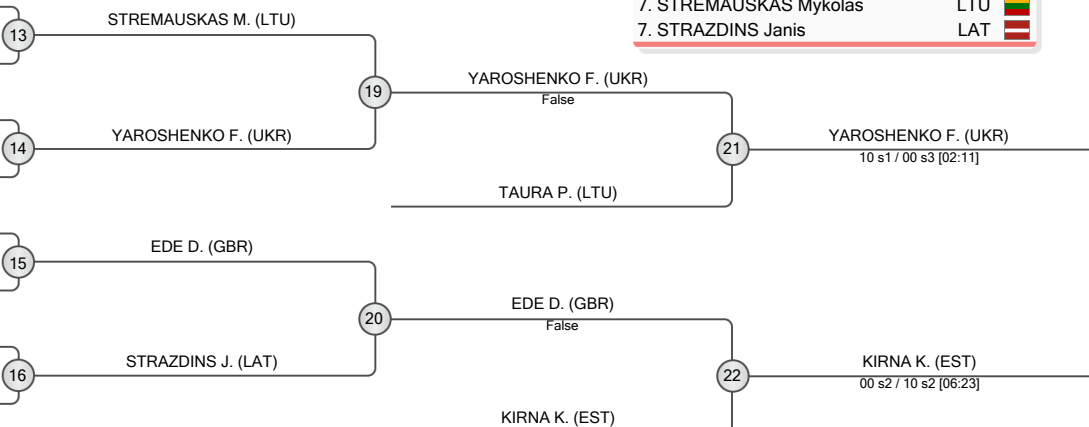 7. STREMAUSKAS Mykolas LTU
7. STRAZDINS Janis LAT
STREMAUSKAS M. (LTU)
13
YAROSHENKO F. (UKR)
19
False
14
YAROSHENKO F. (UKR)
21
YAROSHENKO F. (UKR)
10 s1 / 00 s3 [02:11]
TAURA P. (LTU)
EDE D. (GBR)
15
EDE D. (GBR)
20
False
16
STRAZDINS J. (LAT)
22
KIRNA K. (EST)
00 s2 / 10 s2 [06:23]
KIRNA K. (EST)